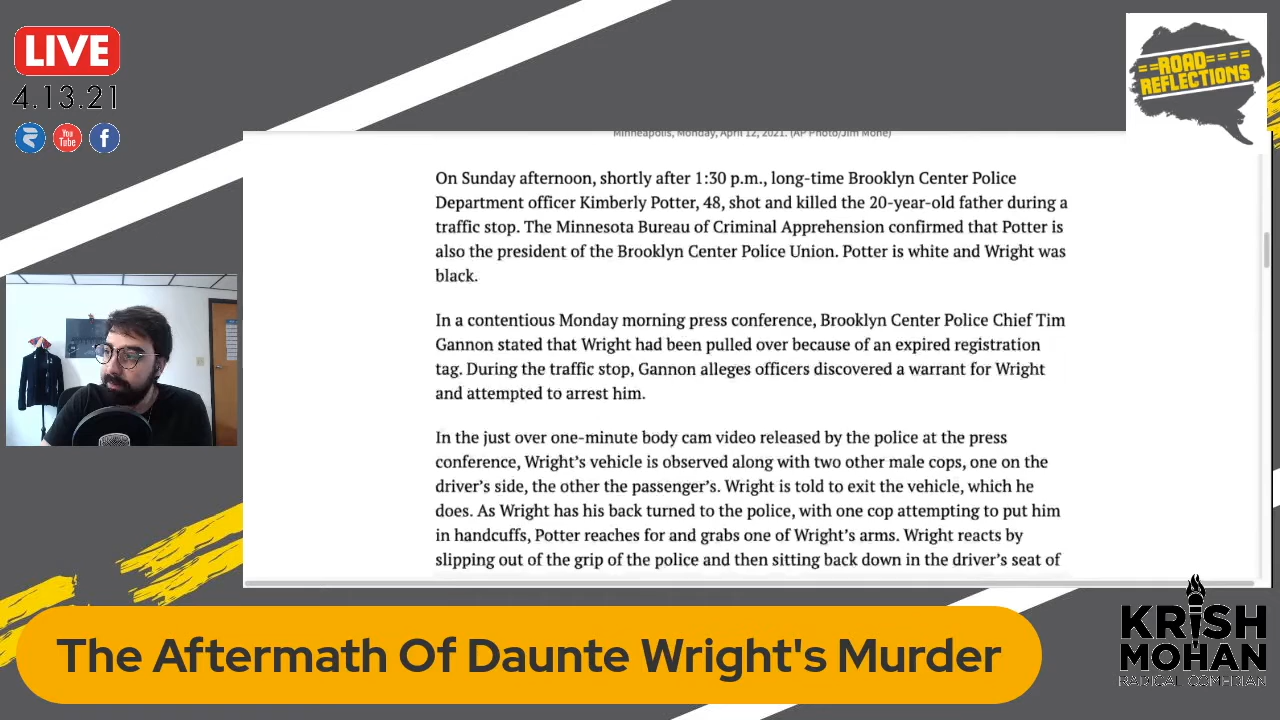 LIVE
4.13.21
You
Tube
f
==ROAD====
REFLECTIONS
Minneapolis, Monday, April 12, 2021. (AP Photo/Jim Mone)
On Sunday afternoon, shortly after 1:30 p.m., long-time Brooklyn Center Police
Department officer Kimberly Potter, 48, shot and killed the 20-year-old father during a
traffic stop. The Minnesota Bureau of Criminal Apprehension confirmed that Potter is
also the president of the Brooklyn Center Police Union. Potter is white and Wright was
black.
In a contentious Monday morning press conference, Brooklyn Center Police Chief Tim
Gannon stated that Wright had been pulled over because of an expired registration
tag. During the traffic stop, Gannon alleges officers discovered a warrant for Wright
and attempted to arrest him.
In the just over one-minute body cam video released by the police at the press
conference, Wright’s vehicle is observed along with two other male cops, one on the
driver’s side, the other the passenger’s. Wright is told to exit the vehicle, which he
does. As Wright has his back turned to the police, with one cop attempting to put him
in handcuffs, Potter reaches for and grabs one of Wright’s arms. Wright reacts by
slipping out of the grip of the police and then sitting back down in the driver’s seat of
The Aftermath Of Daunte Wright's Murder
KRISH
MOHAN
RADICAL COMEDIAN